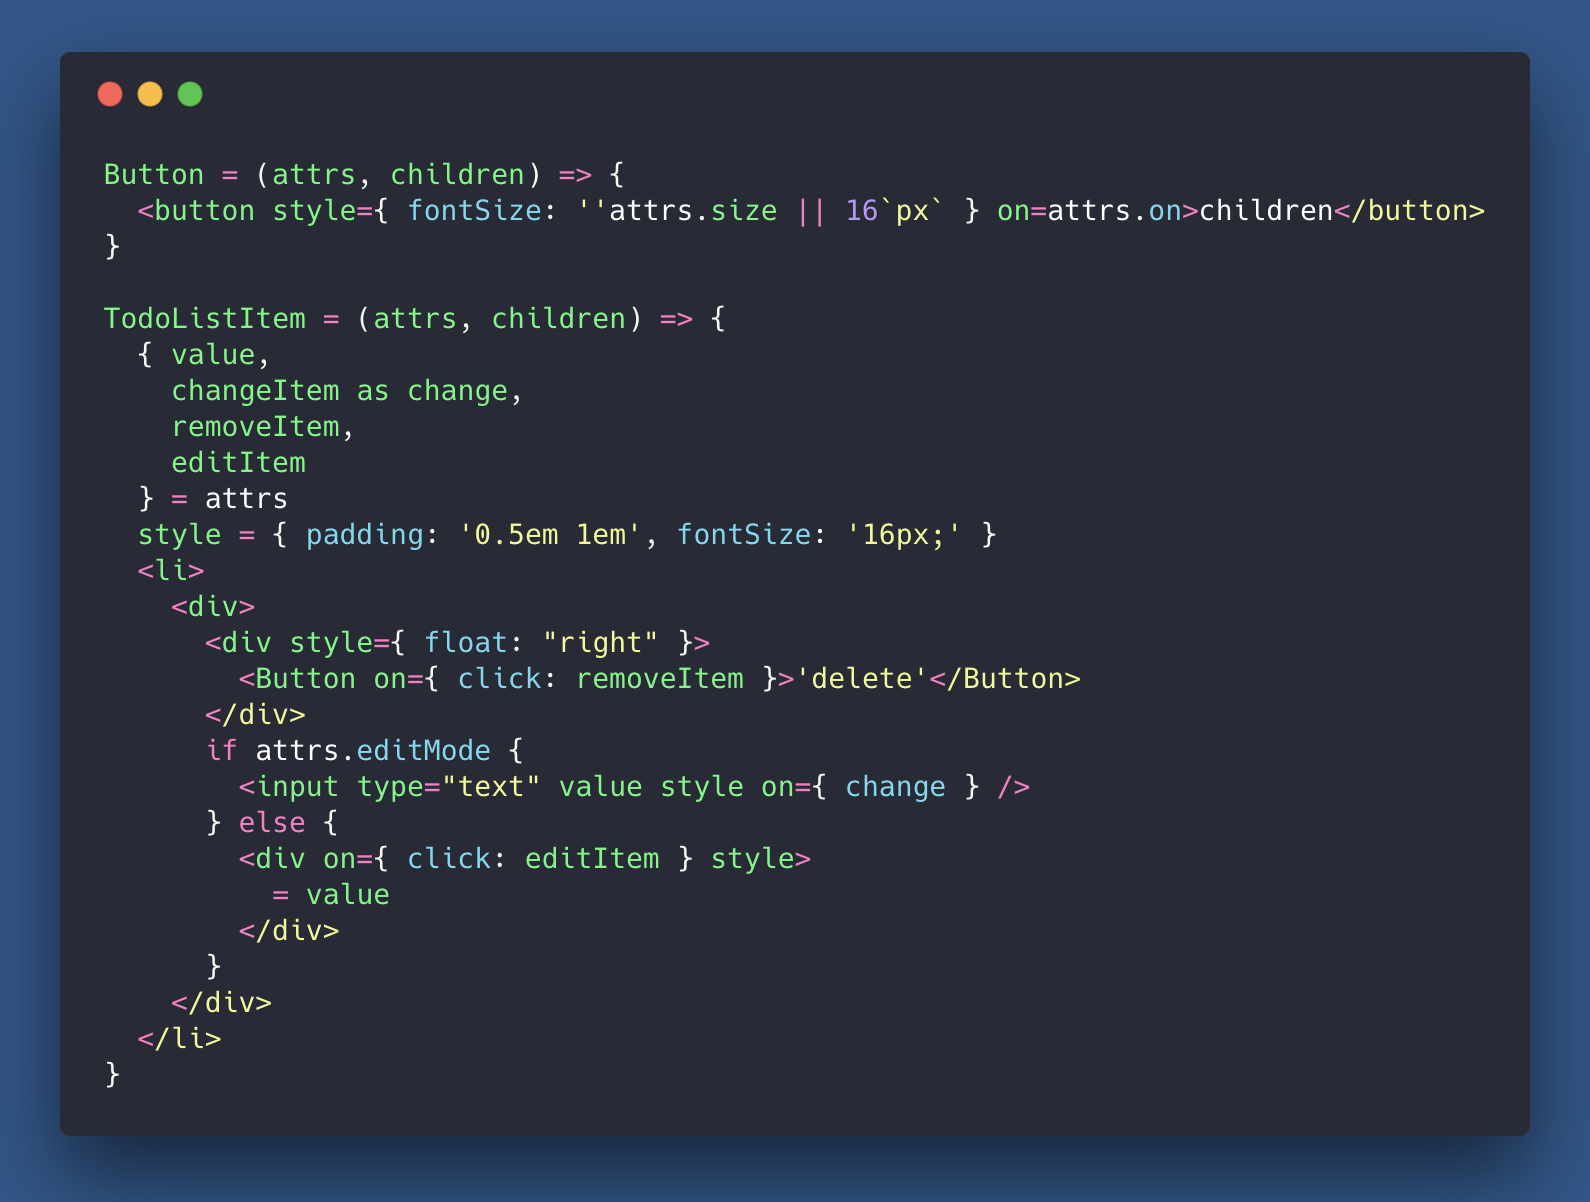 Button = (attrs, children) => {
  <button style={ fontSize: ''attrs.size || 16`px` } on=attrs.on>children</button>
}

TodoListItem = (attrs, children) => {
  { value,
    changeItem as change,
    removeItem,
    editItem
  } = attrs
  style = { padding: '0.5em 1em', fontSize: '16px;' }
  <li>
    <div>
      <div style={ float: "right" }>
        <Button on={ click: removeItem }>'delete'</Button>
      </div>
      if attrs.editMode {
        <input type="text" value style on={ change } />
      } else {
        <div on={ click: editItem } style>
          = value
        </div>
      }
    </div>
  </li>
}